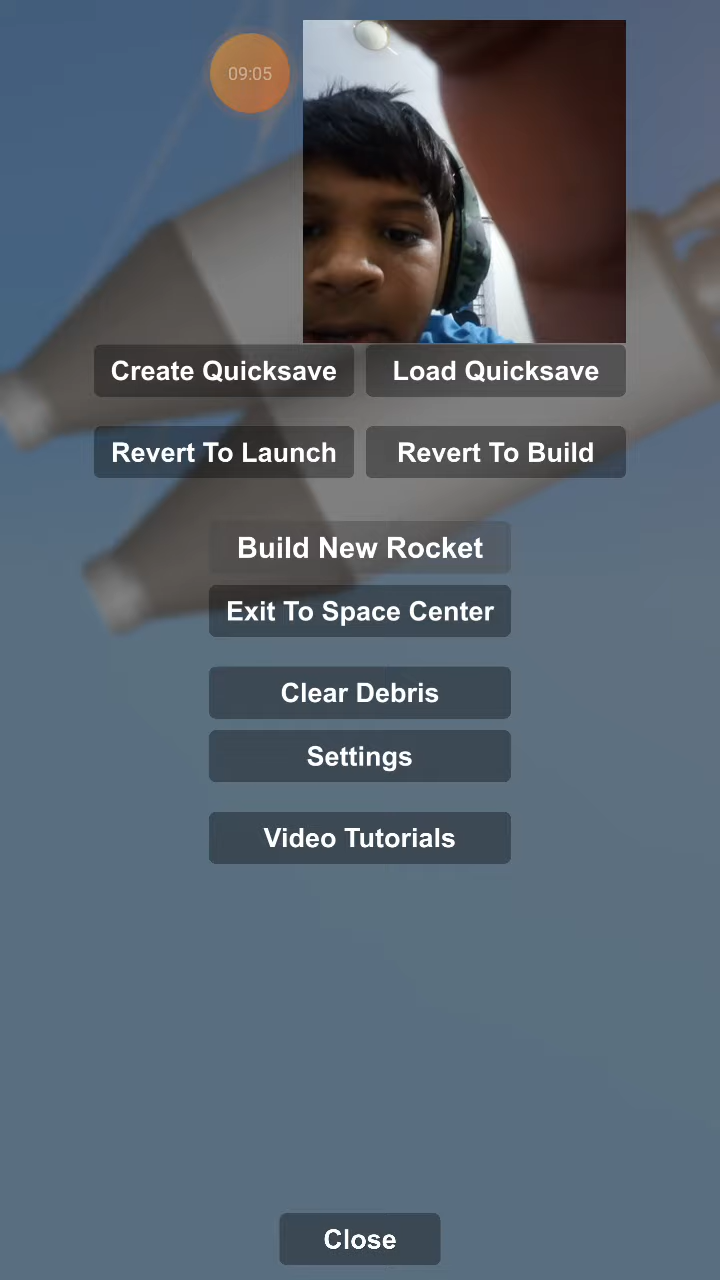 09:05
Create Quicksave
Load Quicksave
Revert To Launch
Revert To Build
Build New Rocket
Exit To Space Center
Clear Debris
Settings
Video Tutorials
Close